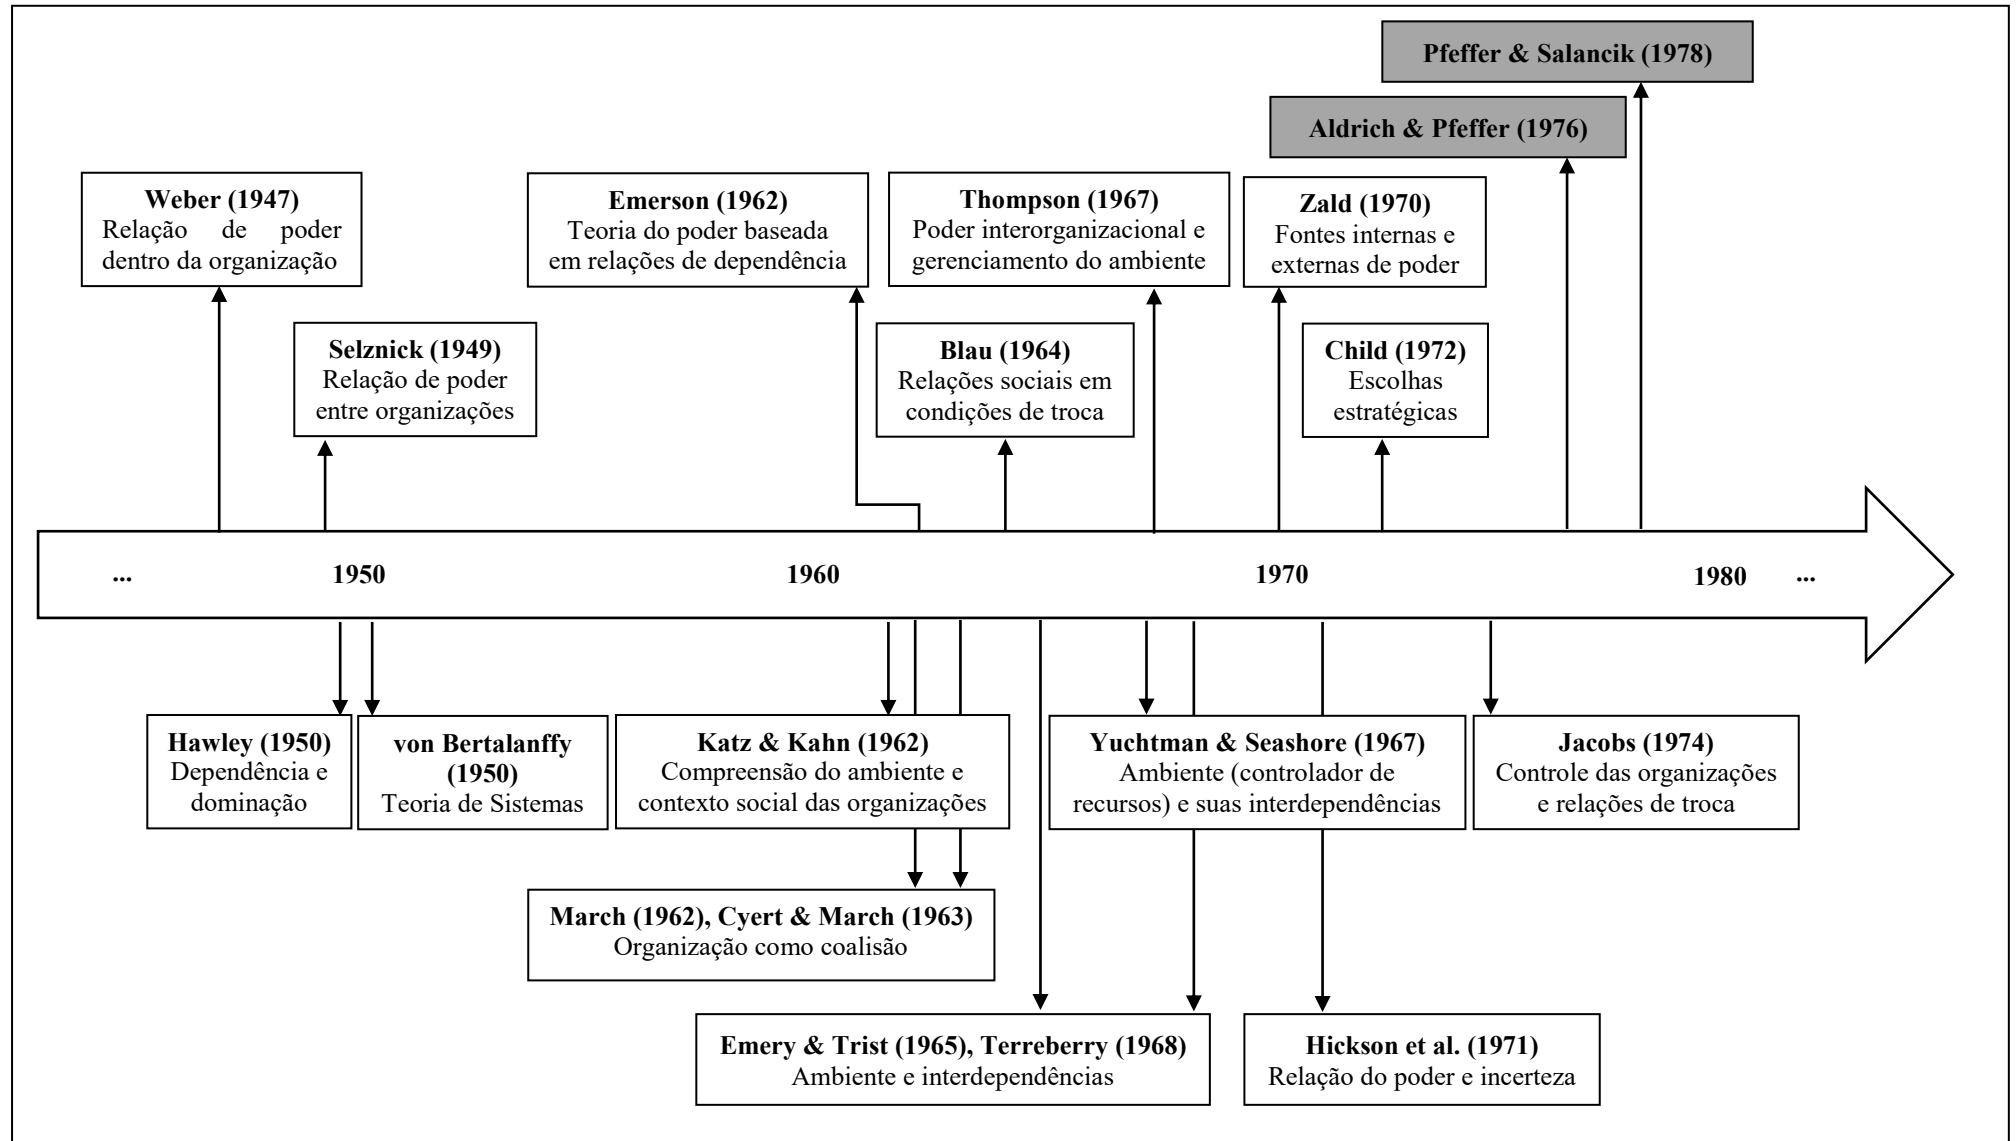 Pfeffer & Salancik (1978)
Aldrich & Pfeffer (1976)
Weber (1947)
Relação de poder
dentro da organização
Emerson (1962)
Teoria do poder baseada
em relações de dependência
Thompson (1967)
Poder interorganizacional e
gerenciamento do ambiente
Zald (1970)
Fontes internas e
externas de poder
Selznick (1949)
Relação de poder
entre organizações
Blau (1964)
Relações sociais em
condições de troca
Child (1972)
Escolhas
estratégicas
... 1950 1960 1970 1980 ...
Hawley (1950)
Dependência e
dominação
von Bertalanffy
(1950)
Teoria de Sistemas
Katz & Kahn (1962)
Compreensão do ambiente e
contexto social das organizações
Yuchtman & Seashore (1967)
Ambiente (controlador de
recursos) e suas interdependências
Jacobs (1974)
Controle das organizações
e relações de troca
March (1962), Cyert & March (1963)
Organização como coalisão
Emery & Trist (1965), Terreberry (1968)
Ambiente e interdependências
Hickson et al. (1971)
Relação do poder e incerteza